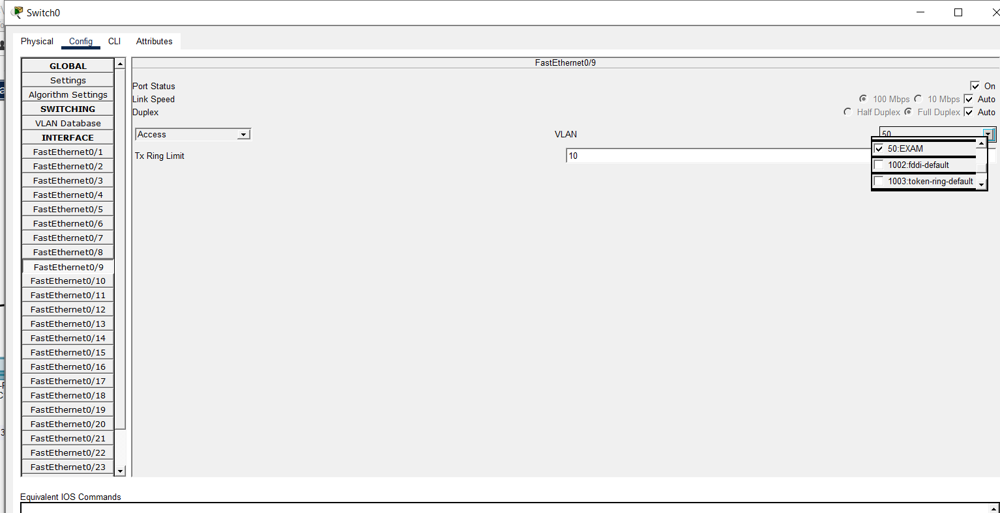 Switch0
Physical Config CLI Attributes
GLOBAL
Settings
Algorithm Settings
SWITCHING
VLAN Database
INTERFACE
FastEthernet0/1
FastEthernet0/2
FastEthernet0/3
FastEthernet0/4
FastEthernet0/5
FastEthernet0/6
FastEthernet0/7
FastEthernet0/8
FastEthernet0/9
FastEthernet0/10
FastEthernet0/11
FastEthernet0/12
FastEthernet0/13
FastEthernet0/14
FastEthernet0/15
FastEthernet0/16
FastEthernet0/17
FastEthernet0/18
FastEthernet0/19
FastEthernet0/20
FastEthernet0/21
FastEthernet0/22
FastEthernet0/23
FastEthernet0/9
Port Status On
Link Speed 100 Mbps 10 Mbps Auto
Duplex Half Duplex Full Duplex Auto
Access VLAN 50
Tx Ring Limit 10
50:EXAM
1002:fddi-default
1003:token-ring-default
Equivalent IOS Commands